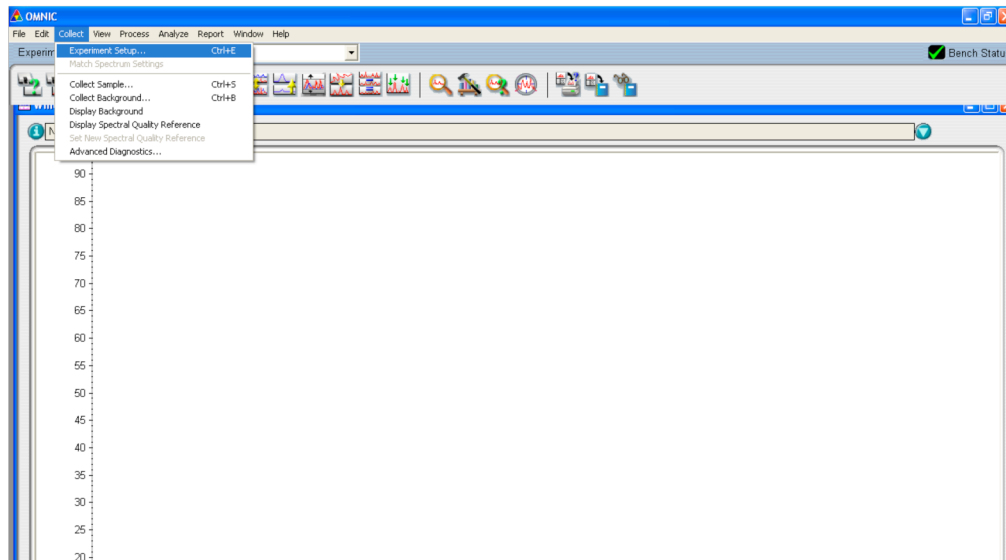 OMNIC
File Edit Collect View Process Analyze Report Window Help
Experim
Bench Statu
Experiment Setup... Ctrl+E
Match Spectrum Settings
Collect Sample... Ctrl+S
Collect Background... Ctrl+B
Display Background
Display Spectral Quality Reference
Set New Spectral Quality Reference
Advanced Diagnostics...
N
90
85
80
75
70
65
60
55
50
45
40
35
30
25
20